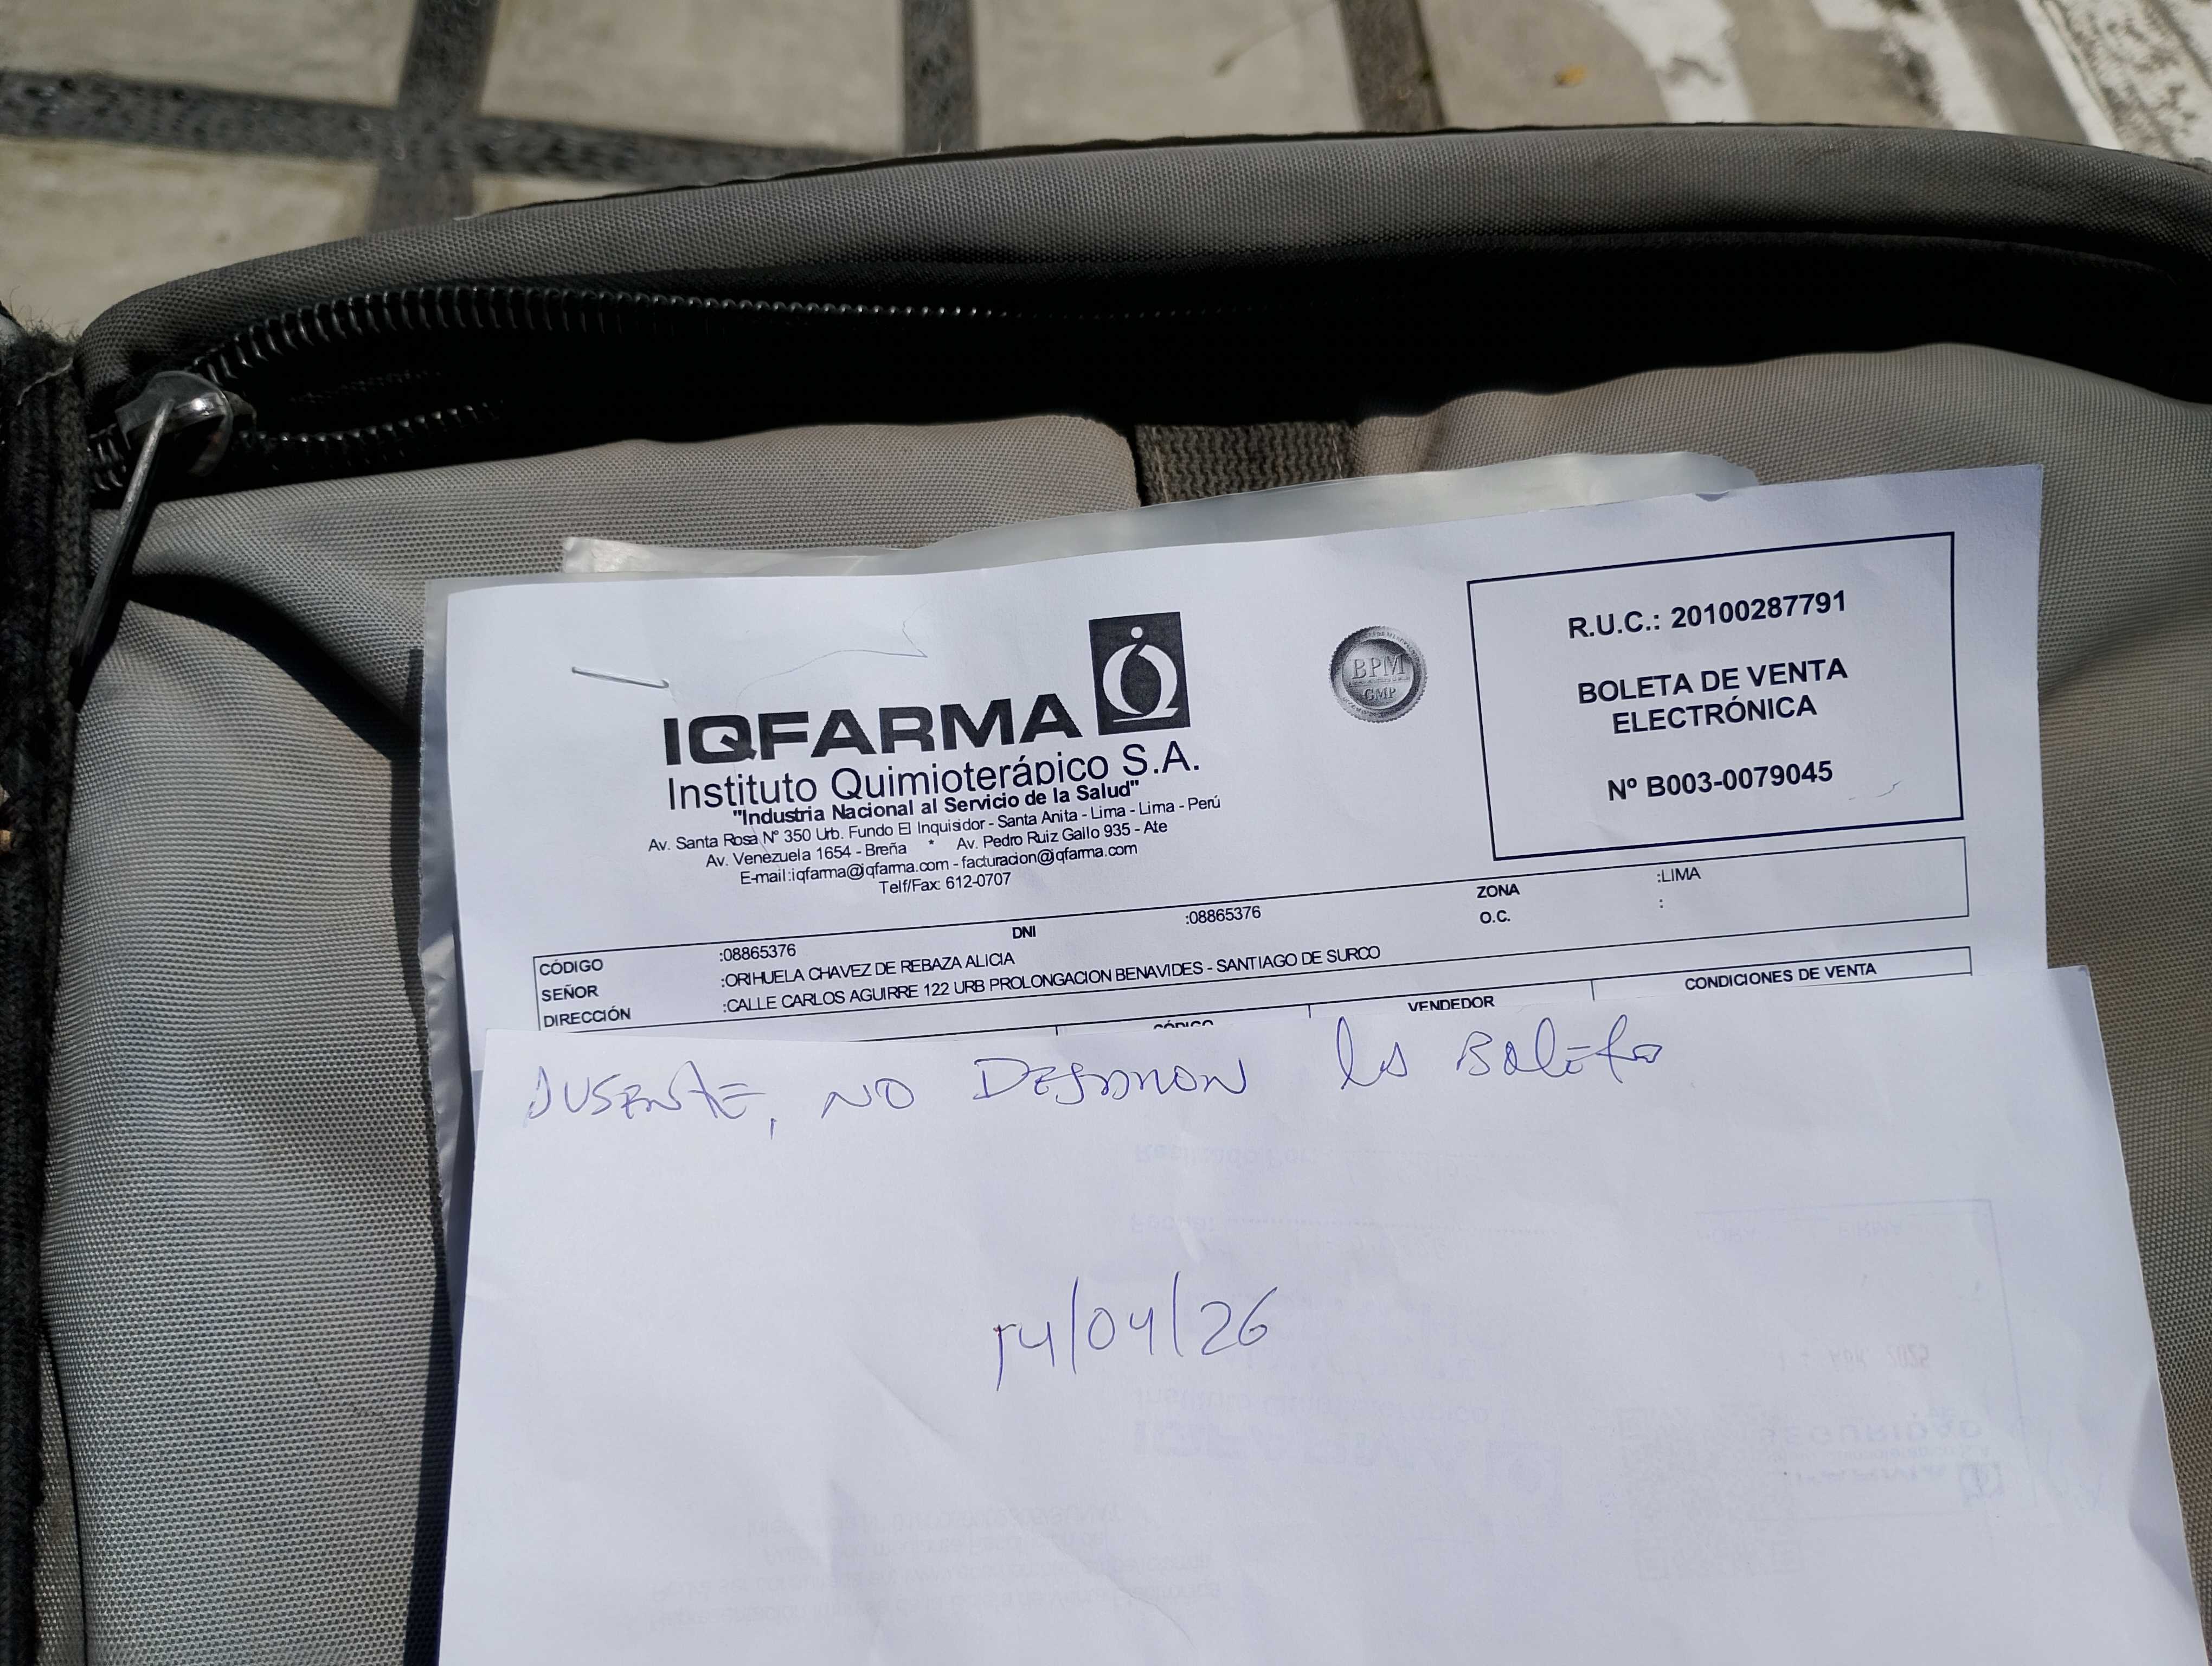 IQFARMA
Instituto Quimioterápico S.A.
"Industria Nacional al Servicio de la Salud"
Av. Santa Rosa Nº 350 Urb. Fundo El Inquisidor - Santa Anita - Lima - Lima - Perú
Av. Venezuela 1654 - Breña * Av. Pedro Ruiz Gallo 935 - Ate
E-mail:iqfarma@iqfarma.com - facturacion@iqfarma.com
Telf/Fax: 612-0707
BPM
GMP
R.U.C.: 20100287791
BOLETA DE VENTA
ELECTRÓNICA
Nº B003-0079045
CÓDIGO :08865376 DNI :08865376 ZONA :LIMA
SEÑOR :ORIHUELA CHAVEZ DE REBAZA ALICIA O.C. :
DIRECCIÓN :CALLE CARLOS AGUIRRE 122 URB PROLONGACION BENAVIDES - SANTIAGO DE SURCO
CÓDIGO VENDEDOR CONDICIONES DE VENTA
AUSENTE, NO DEJARON la Boleta
14/04/26